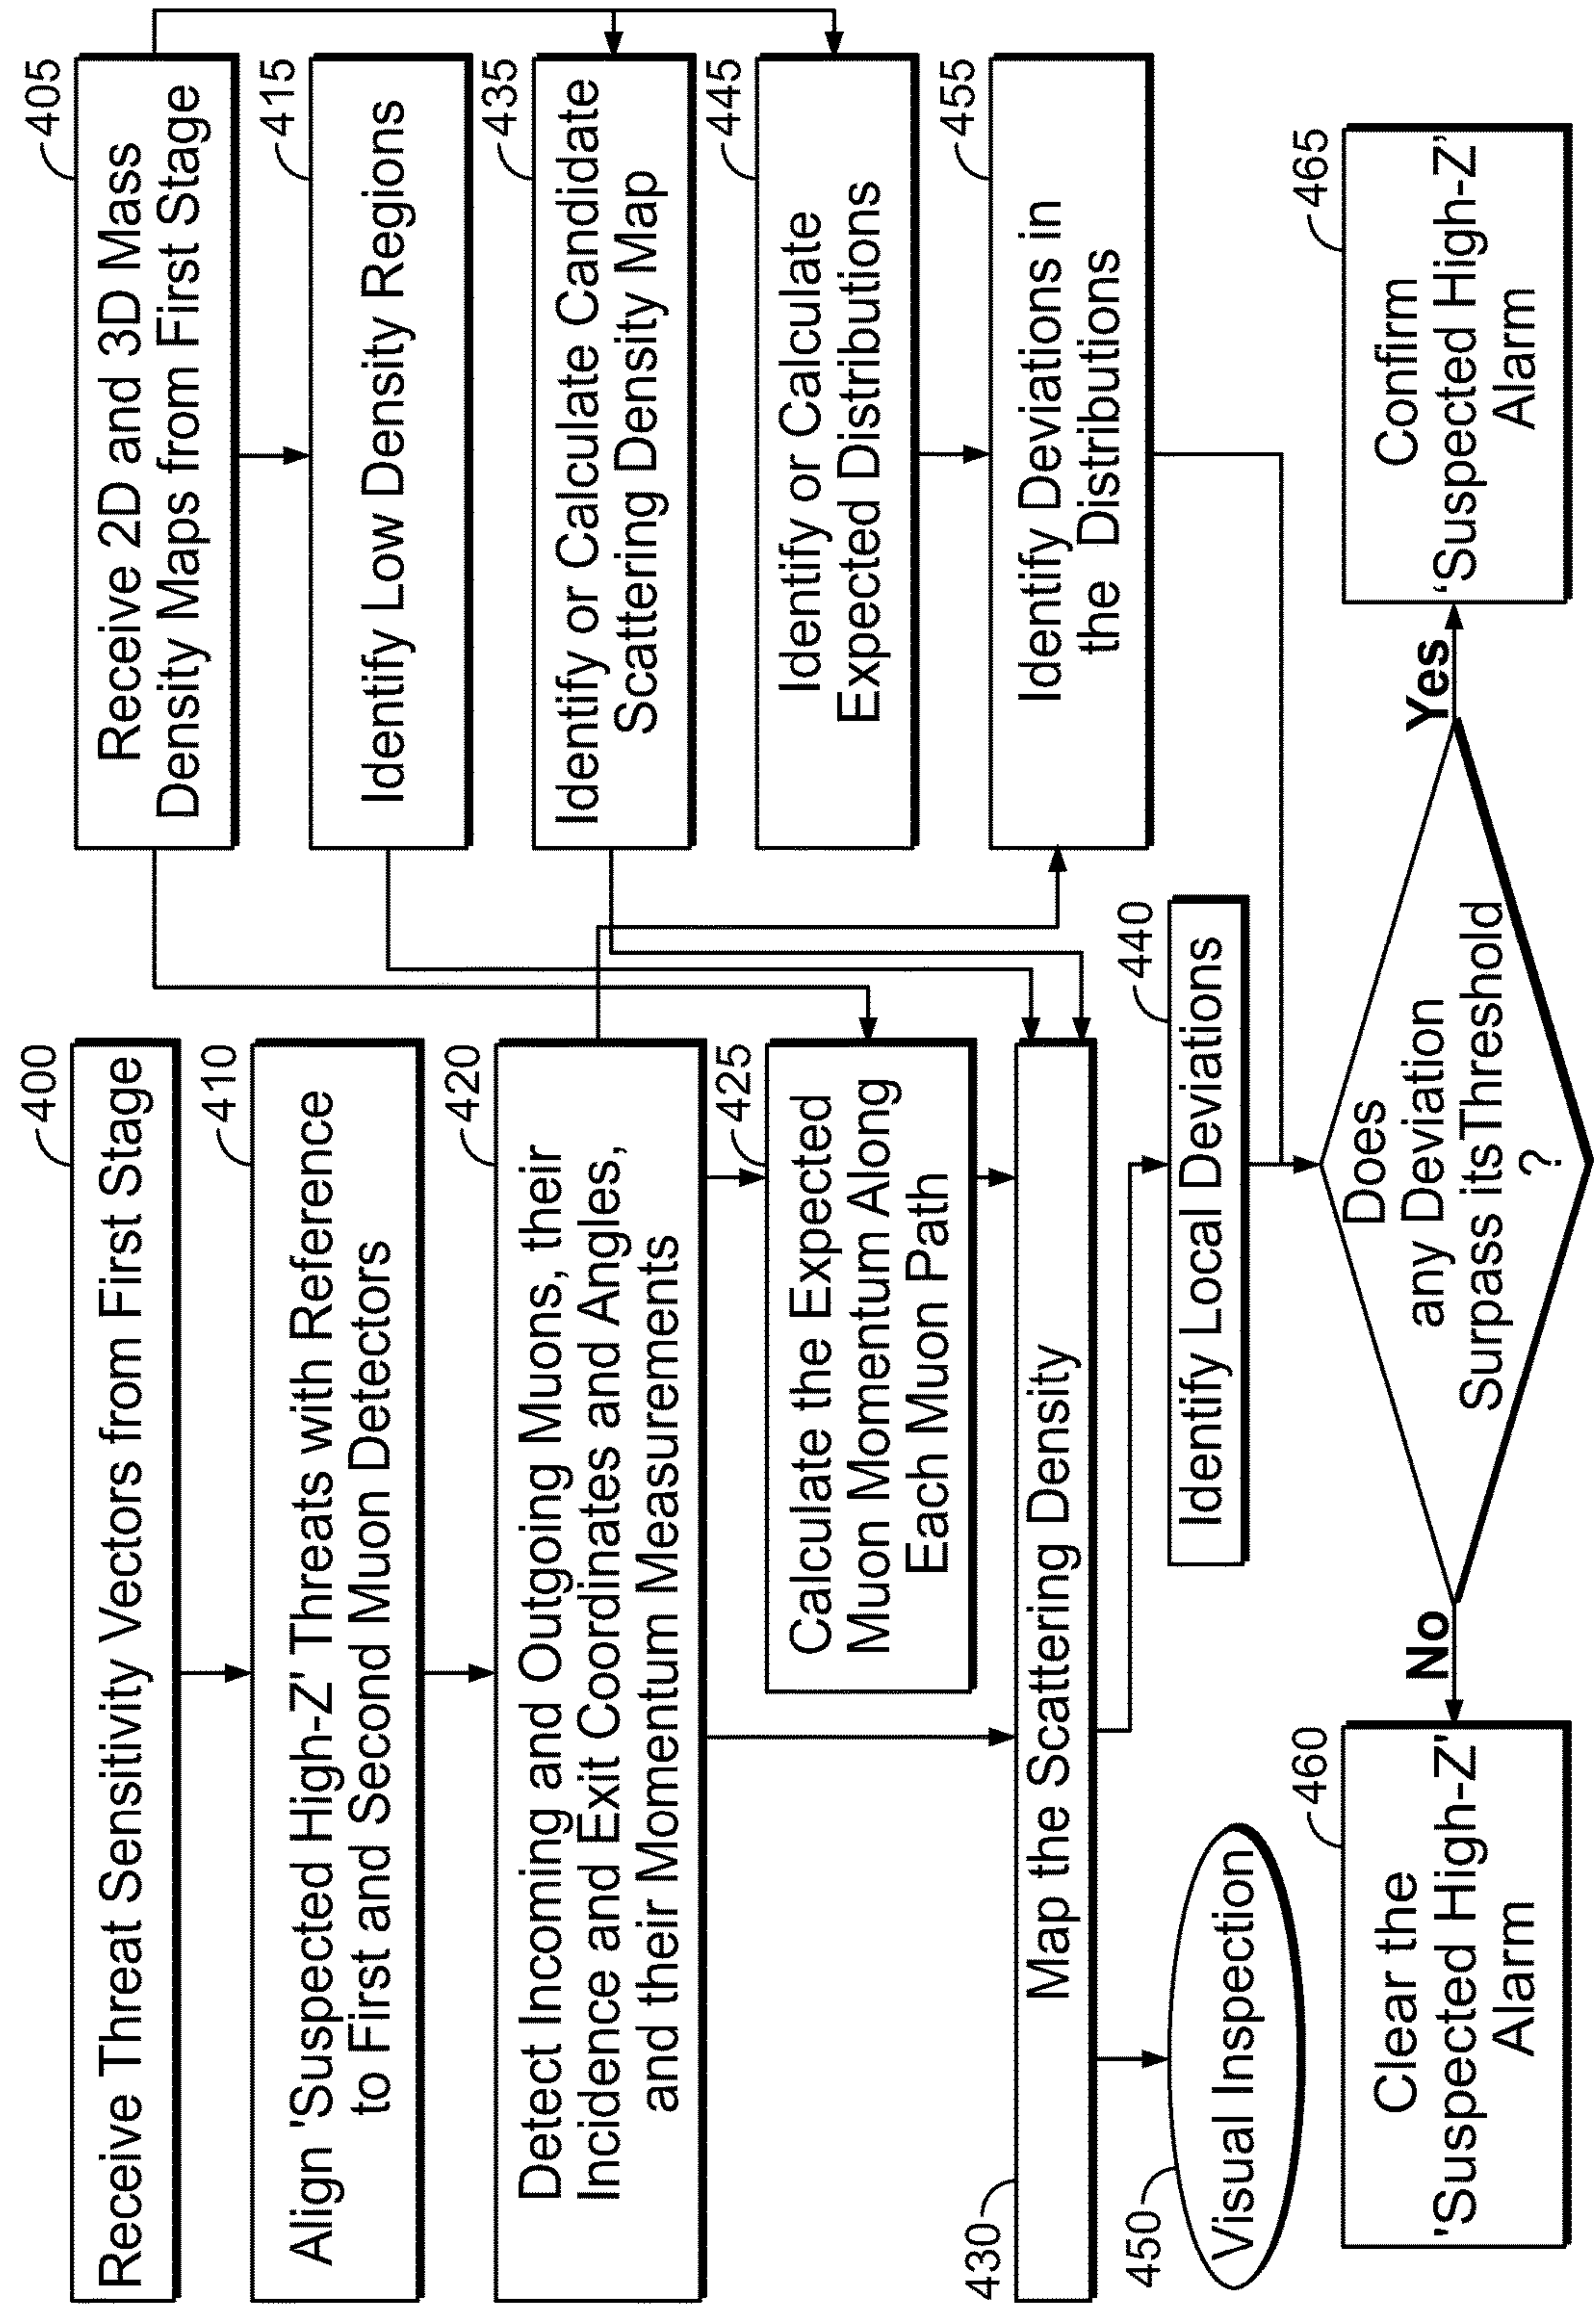 400
Receive Threat Sensitivity Vectors from First Stage
410
Align 'Suspected High-Z' Threats with Reference
to First and Second Muon Detectors
420
Detect Incoming and Outgoing Muons, their
Incidence and Exit Coordinates and Angles,
and their Momentum Measurements
425
Calculate the Expected
Muon Momentum Along
Each Muon Path
430
Map the Scattering Density
405
Receive 2D and 3D Mass
Density Maps from First Stage
415
Identify Low Density Regions
435
Identify or Calculate Candidate
Scattering Density Map
445
Identify or Calculate
Expected Distributions
455
Identify Deviations in
the Distributions
440
Identify Local Deviations
450
Visual Inspection
Does
any Deviation
Surpass its Threshold
?
No
Yes
460
Clear the
'Suspected High-Z'
Alarm
465
Confirm
‘Suspected High-Z’
Alarm